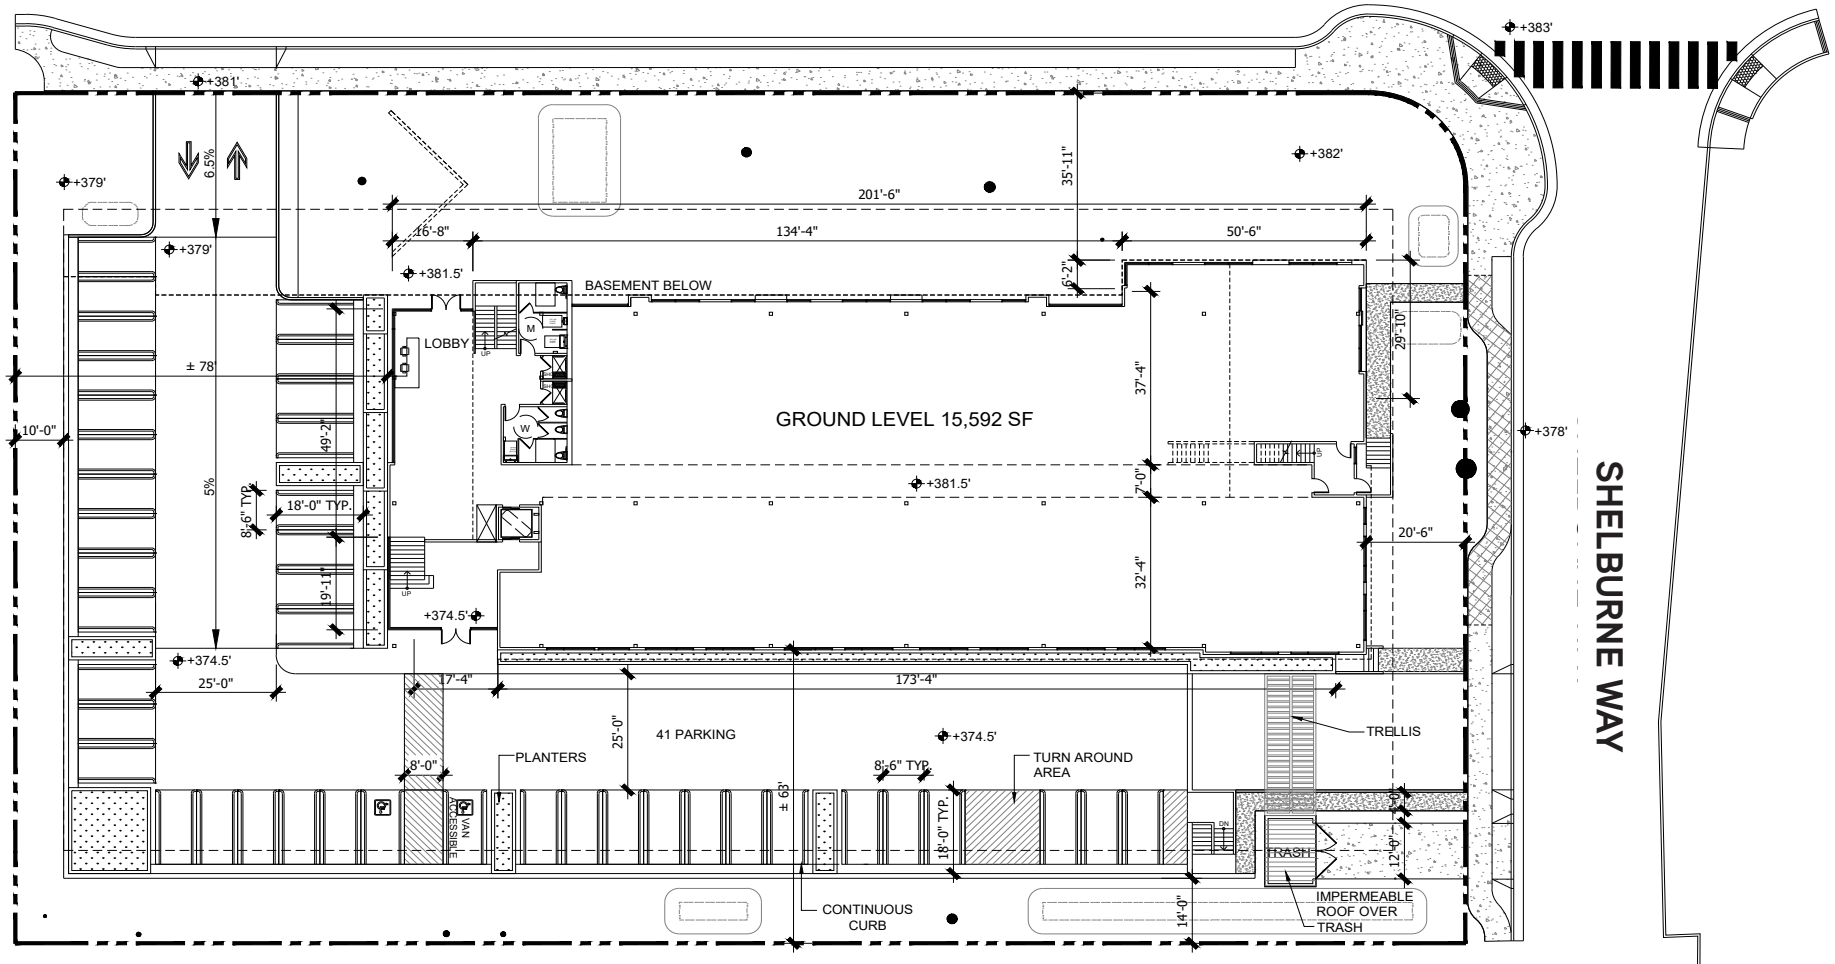 +383'
+381'
6.5%
+379'
+382'
35'-11"
201'-6"
16'-8"
134'-4"
50'-6"
+379'
+381.5'
6'-2"
BASEMENT BELOW
LOBBY
UP
M
29'-10"
± 78'
37'-4"
10'-0"
49'-2"
W
GROUND LEVEL 15,592 SF
+378'
UP
5%
8'-6" TYP.
18'-0" TYP.
+381.5'
7'-0"
SHELBURNE WAY
20'-6"
19'-11"
UP
32'-4"
+374.5'
+374.5'
25'-0"
17'-4"
173'-4"
25'-0"
41 PARKING
+374.5'
TRELLIS
PLANTERS
8'-0"
8'-6" TYP.
TURN AROUND
AREA
± 63'
VAN
ACCESSIBLE
18'-0" TYP.
DN
TRASH
12'-0"
IMPERMEABLE
ROOF OVER
TRASH
CONTINUOUS
CURB
14'-0"